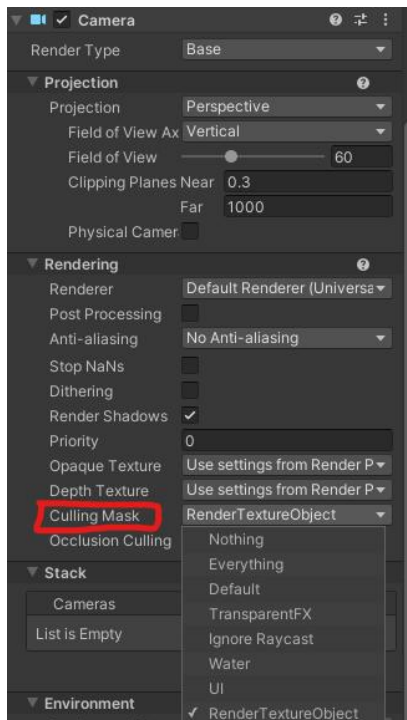 Camera
Render Type Base
Projection
Projection Perspective
Field of View Ax Vertical
Field of View 60
Clipping Planes Near 0.3
Far 1000
Physical Camer
Rendering
Renderer Default Renderer (Universa
Post Processing
Anti-aliasing No Anti-aliasing
Stop NaNs
Dithering
Render Shadows
Priority 0
Opaque Texture Use settings from Render P
Depth Texture Use settings from Render P
Culling Mask RenderTextureObject
Occlusion Culling
Nothing
Everything
Default
TransparentFX
Ignore Raycast
Water
UI
RenderTextureObject
Stack
Cameras
List is Empty
Environment